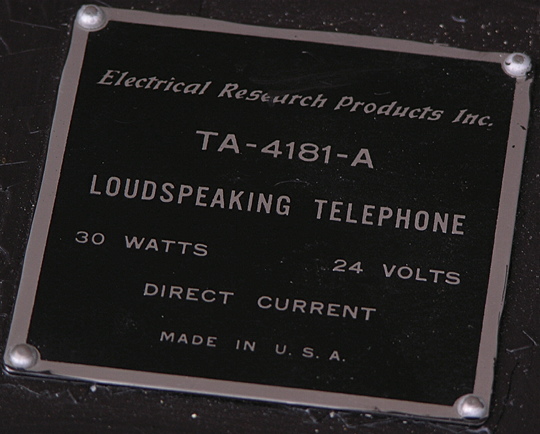 Electrical Research Products Inc.
TA-4181-A
LOUDSPEAKING TELEPHONE
30 WATTS 24 VOLTS
DIRECT CURRENT
MADE IN U.S.A.